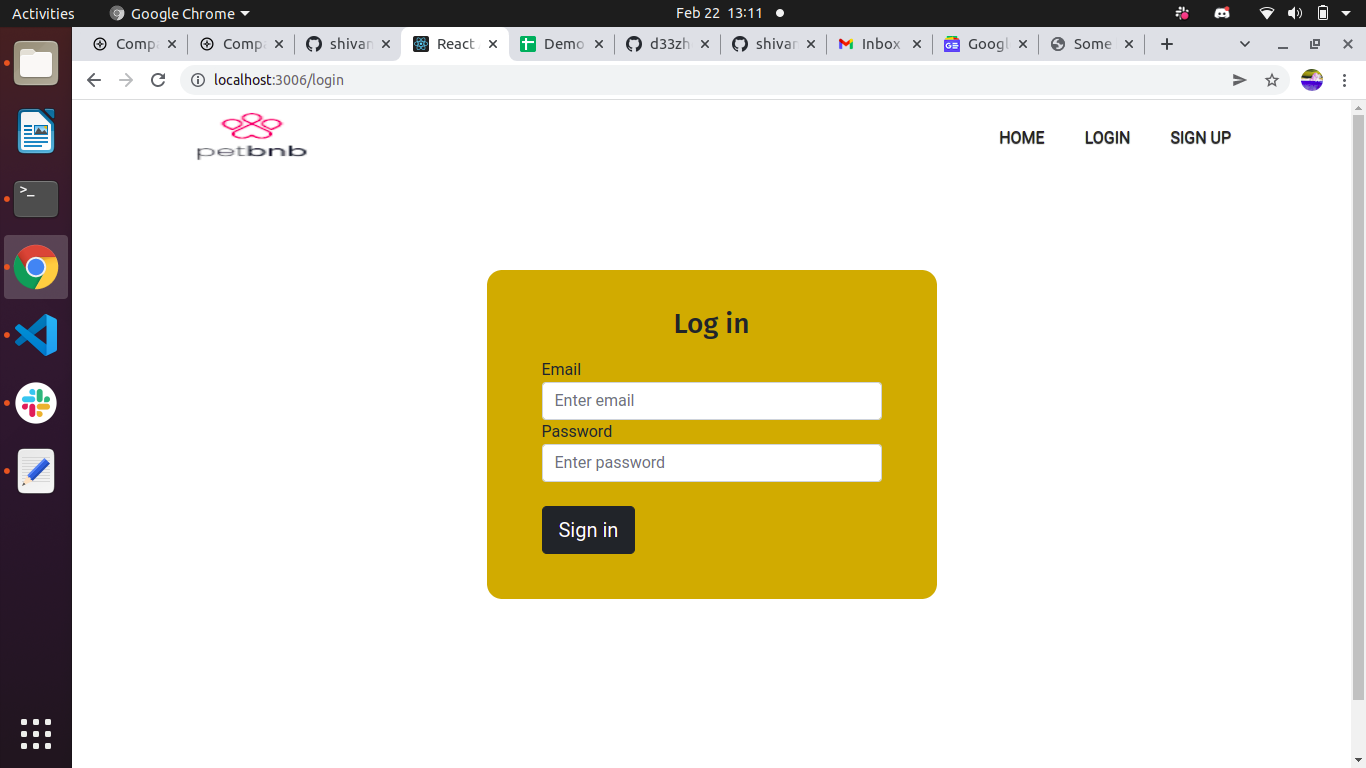 Activities Google Chrome Feb 22 13:11
Comp Comp shivan React Demo d33zh shivar Inbox Googl Some
localhost:3006/login
petbnb HOME LOGIN SIGN UP
Log in
Email
Enter email
Password
Enter password
Sign in